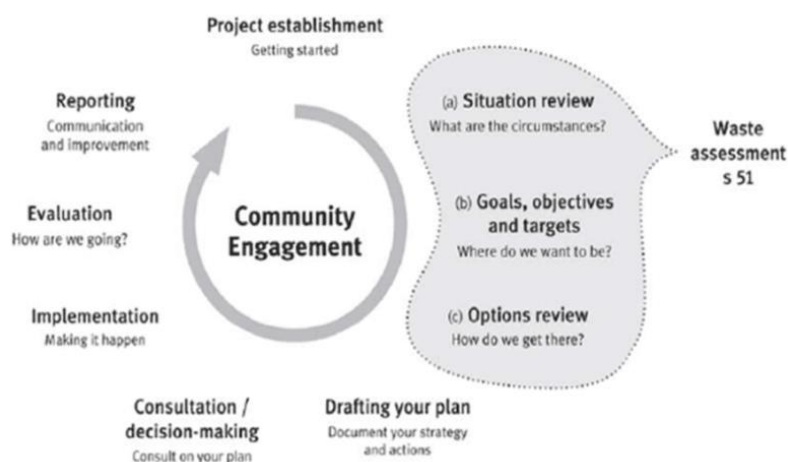 Project establishment
Getting started
(a) Situation review
What are the circumstances?
Waste
assessment
s 51
(b) Goals, objectives
and targets
Where do we want to be?
(c) Options review
How do we get there?
Drafting your plan
Document your strategy
and actions
Consultation /
decision-making
Consult on your plan
Implementation
Making it happen
Evaluation
How are we going?
Reporting
Communication
and improvement
Community
Engagement